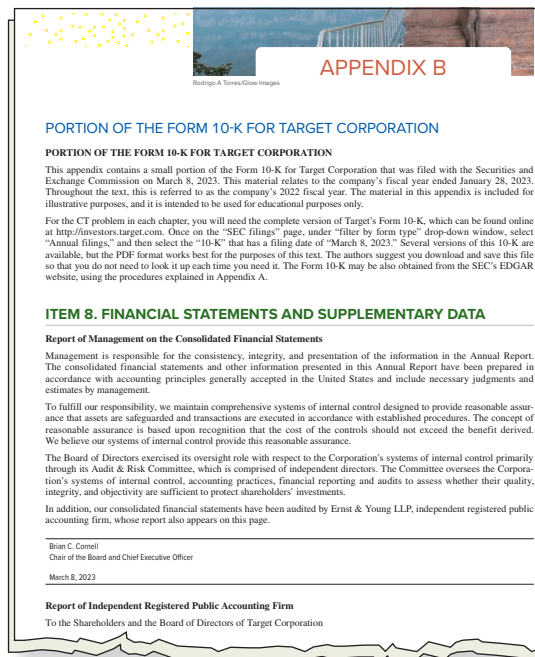 APPENDIX B
Rodrigo A Torres/Glow Images
PORTION OF THE FORM 10-K FOR TARGET CORPORATION
PORTION OF THE FORM 10-K FOR TARGET CORPORATION
This appendix contains a small portion of the Form 10-K for Target Corporation that was filed with the Securities and
Exchange Commission on March 8, 2023. This material relates to the company's fiscal year ended January 28, 2023.
Throughout the text, this is referred to as the company's 2022 fiscal year. The material in this appendix is included for
illustrative purposes, and it is intended to be used for educational purposes only.
For the CT problem in each chapter, you will need the complete version of Target's Form 10-K, which can be found online
at http://investors.target.com. Once on the “SEC filings” page, under “filter by form type” drop-down window, select
“Annual filings,” and then select the “10-K” that has a filing date of “March 8, 2023.” Several versions of this 10-K are
available, but the PDF format works best for the purposes of this text. The authors suggest you download and save this file
so that you do not need to look it up each time you need it. The Form 10-K may be also obtained from the SEC's EDGAR
website, using the procedures explained in Appendix A.
ITEM 8. FINANCIAL STATEMENTS AND SUPPLEMENTARY DATA
Report of Management on the Consolidated Financial Statements
Management is responsible for the consistency, integrity, and presentation of the information in the Annual Report.
The consolidated financial statements and other information presented in this Annual Report have been prepared in
accordance with accounting principles generally accepted in the United States and include necessary judgments and
estimates by management.
To fulfill our responsibility, we maintain comprehensive systems of internal control designed to provide reasonable assur-
ance that assets are safeguarded and transactions are executed in accordance with established procedures. The concept of
reasonable assurance is based upon recognition that the cost of the controls should not exceed the benefit derived.
We believe our systems of internal control provide this reasonable assurance.
The Board of Directors exercised its oversight role with respect to the Corporation's systems of internal control primarily
through its Audit & Risk Committee, which is comprised of independent directors. The Committee oversees the Corpora-
tion's systems of internal control, accounting practices, financial reporting and audits to assess whether their quality,
integrity, and objectivity are sufficient to protect shareholders' investments.
In addition, our consolidated financial statements have been audited by Ernst & Young LLP, independent registered public
accounting firm, whose report also appears on this page.
Brian C. Cornell
Chair of the Board and Chief Executive Officer
March 8, 2023
Report of Independent Registered Public Accounting Firm
To the Shareholders and the Board of Directors of Target Corporation